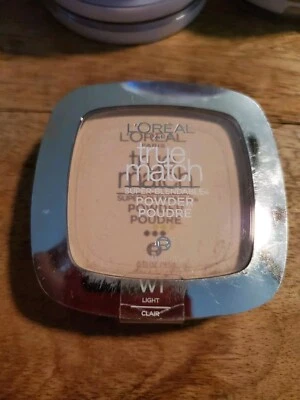 L'ORÉAL
PARIS
true
match
SUPER-BLENDABLE
POWDER
POUDRE
W1
LIGHT
CLAIR